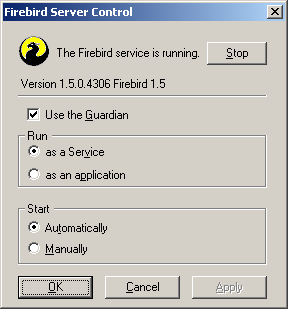 Firebird Server Control
The Firebird service is running. Stop
Version 1.5.0.4306 Firebird 1.5
Use the Guardian
Run
as a Service
as an application
Start
Automatically
Manually
OK Cancel Apply